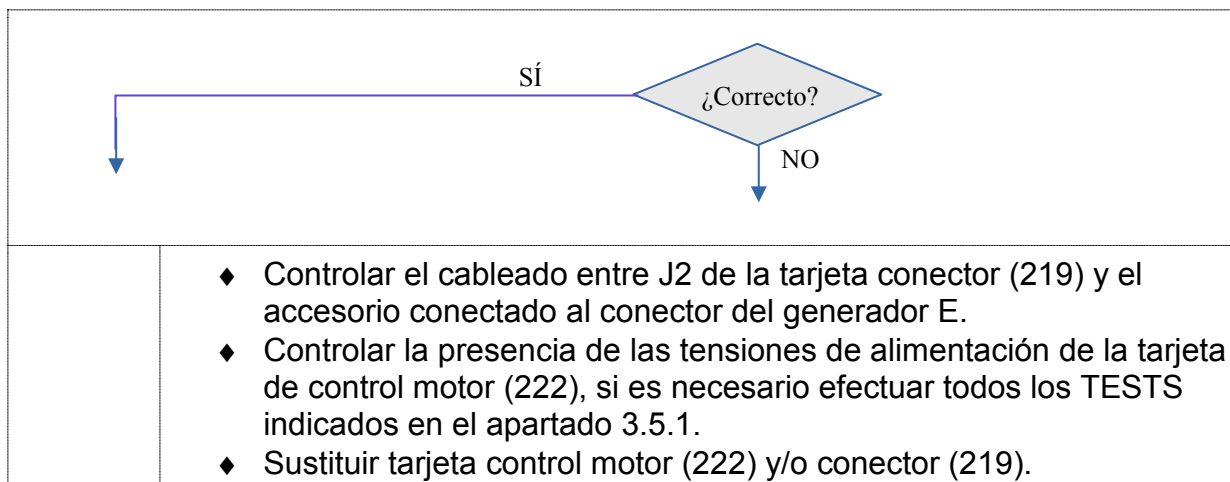 SÍ
¿Correcto?
NO
♦ Controlar el cableado entre J2 de la tarjeta conector (219) y el
accesorio conectado al conector del generador E.
♦ Controlar la presencia de las tensiones de alimentación de la tarjeta
de control motor (222), si es necesario efectuar todos los TESTS
indicados en el apartado 3.5.1.
♦ Sustituir tarjeta control motor (222) y/o conector (219).